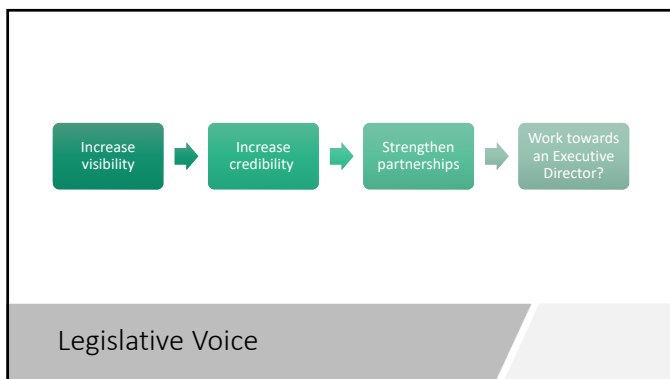 Increase
visibility
Increase
credibility
Strengthen
partnerships
Work towards
an Executive
Director?
Legislative Voice